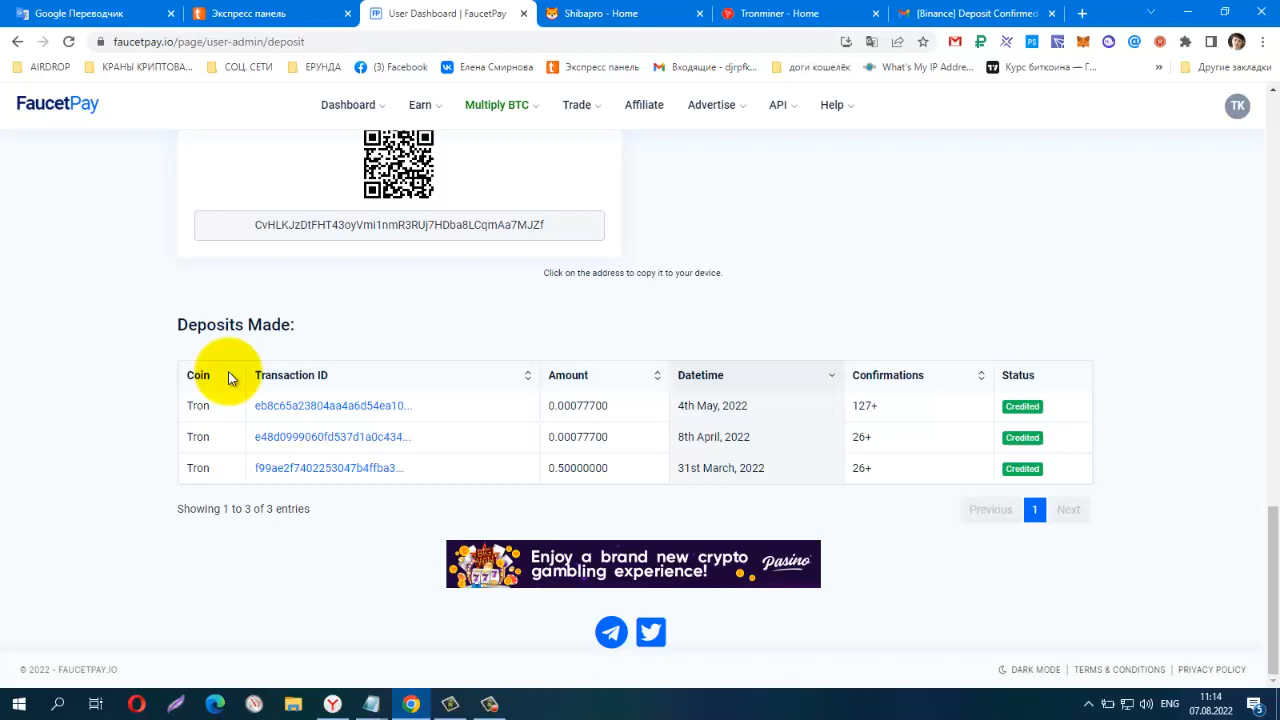 Google Переводчик
Экспресс панель
User Dashboard | FaucetPay
Shibapro - Home
Tronminer - Home
[Binance] Deposit Confirmed
faucetpay.io/page/user-admin/deposit
AIRDROP
КРАНЫ КРИПТОВА...
СОЦ. СЕТИ
ЕРУНДА
(3) Facebook
Елена Смирнова
Экспресс панель
Входящие - djrpfk...
доги кошелёк
What's My IP Addre...
Курс биткоина — Г...
»
Другие закладки
FaucetPay
Dashboard
Earn
Multiply BTC
Trade
Affiliate
Advertise
API
Help
TK
CvHLKJzDtFHT43oyVmi1nmR3RUj7HDba8LCqmAa7MJZf
Click on the address to copy it to your device.
Deposits Made:
Coin Transaction ID Amount Datetime Confirmations Status
Tron eb8c65a23804aa4a6d54ea10... 0.00077700 4th May, 2022 127+ Credited
Tron e48d0999060fd537d1a0c434... 0.00077700 8th April, 2022 26+ Credited
Tron f99ae2f7402253047b4ffba3... 0.50000000 31st March, 2022 26+ Credited
Showing 1 to 3 of 3 entries
Previous 1 Next
Enjoy a brand new crypto
gambling experience!
Pasino
© 2022 - FAUCETPAY.IO
DARK MODE | TERMS & CONDITIONS | PRIVACY POLICY
ENG
11:14
07.08.2022